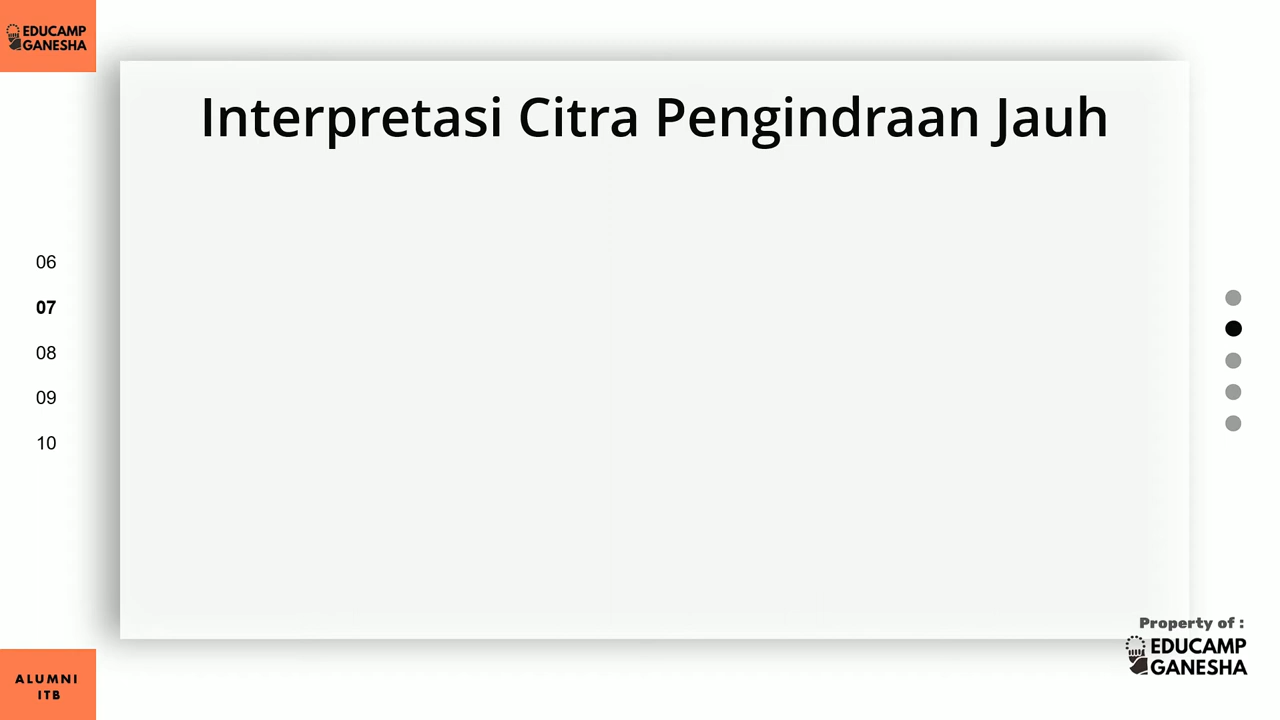 EDUCAMP
GANESHA
Interpretasi Citra Pengindraan Jauh
06
07
08
09
10
Property of :
EDUCAMP
GANESHA
ALUMNI
ITB